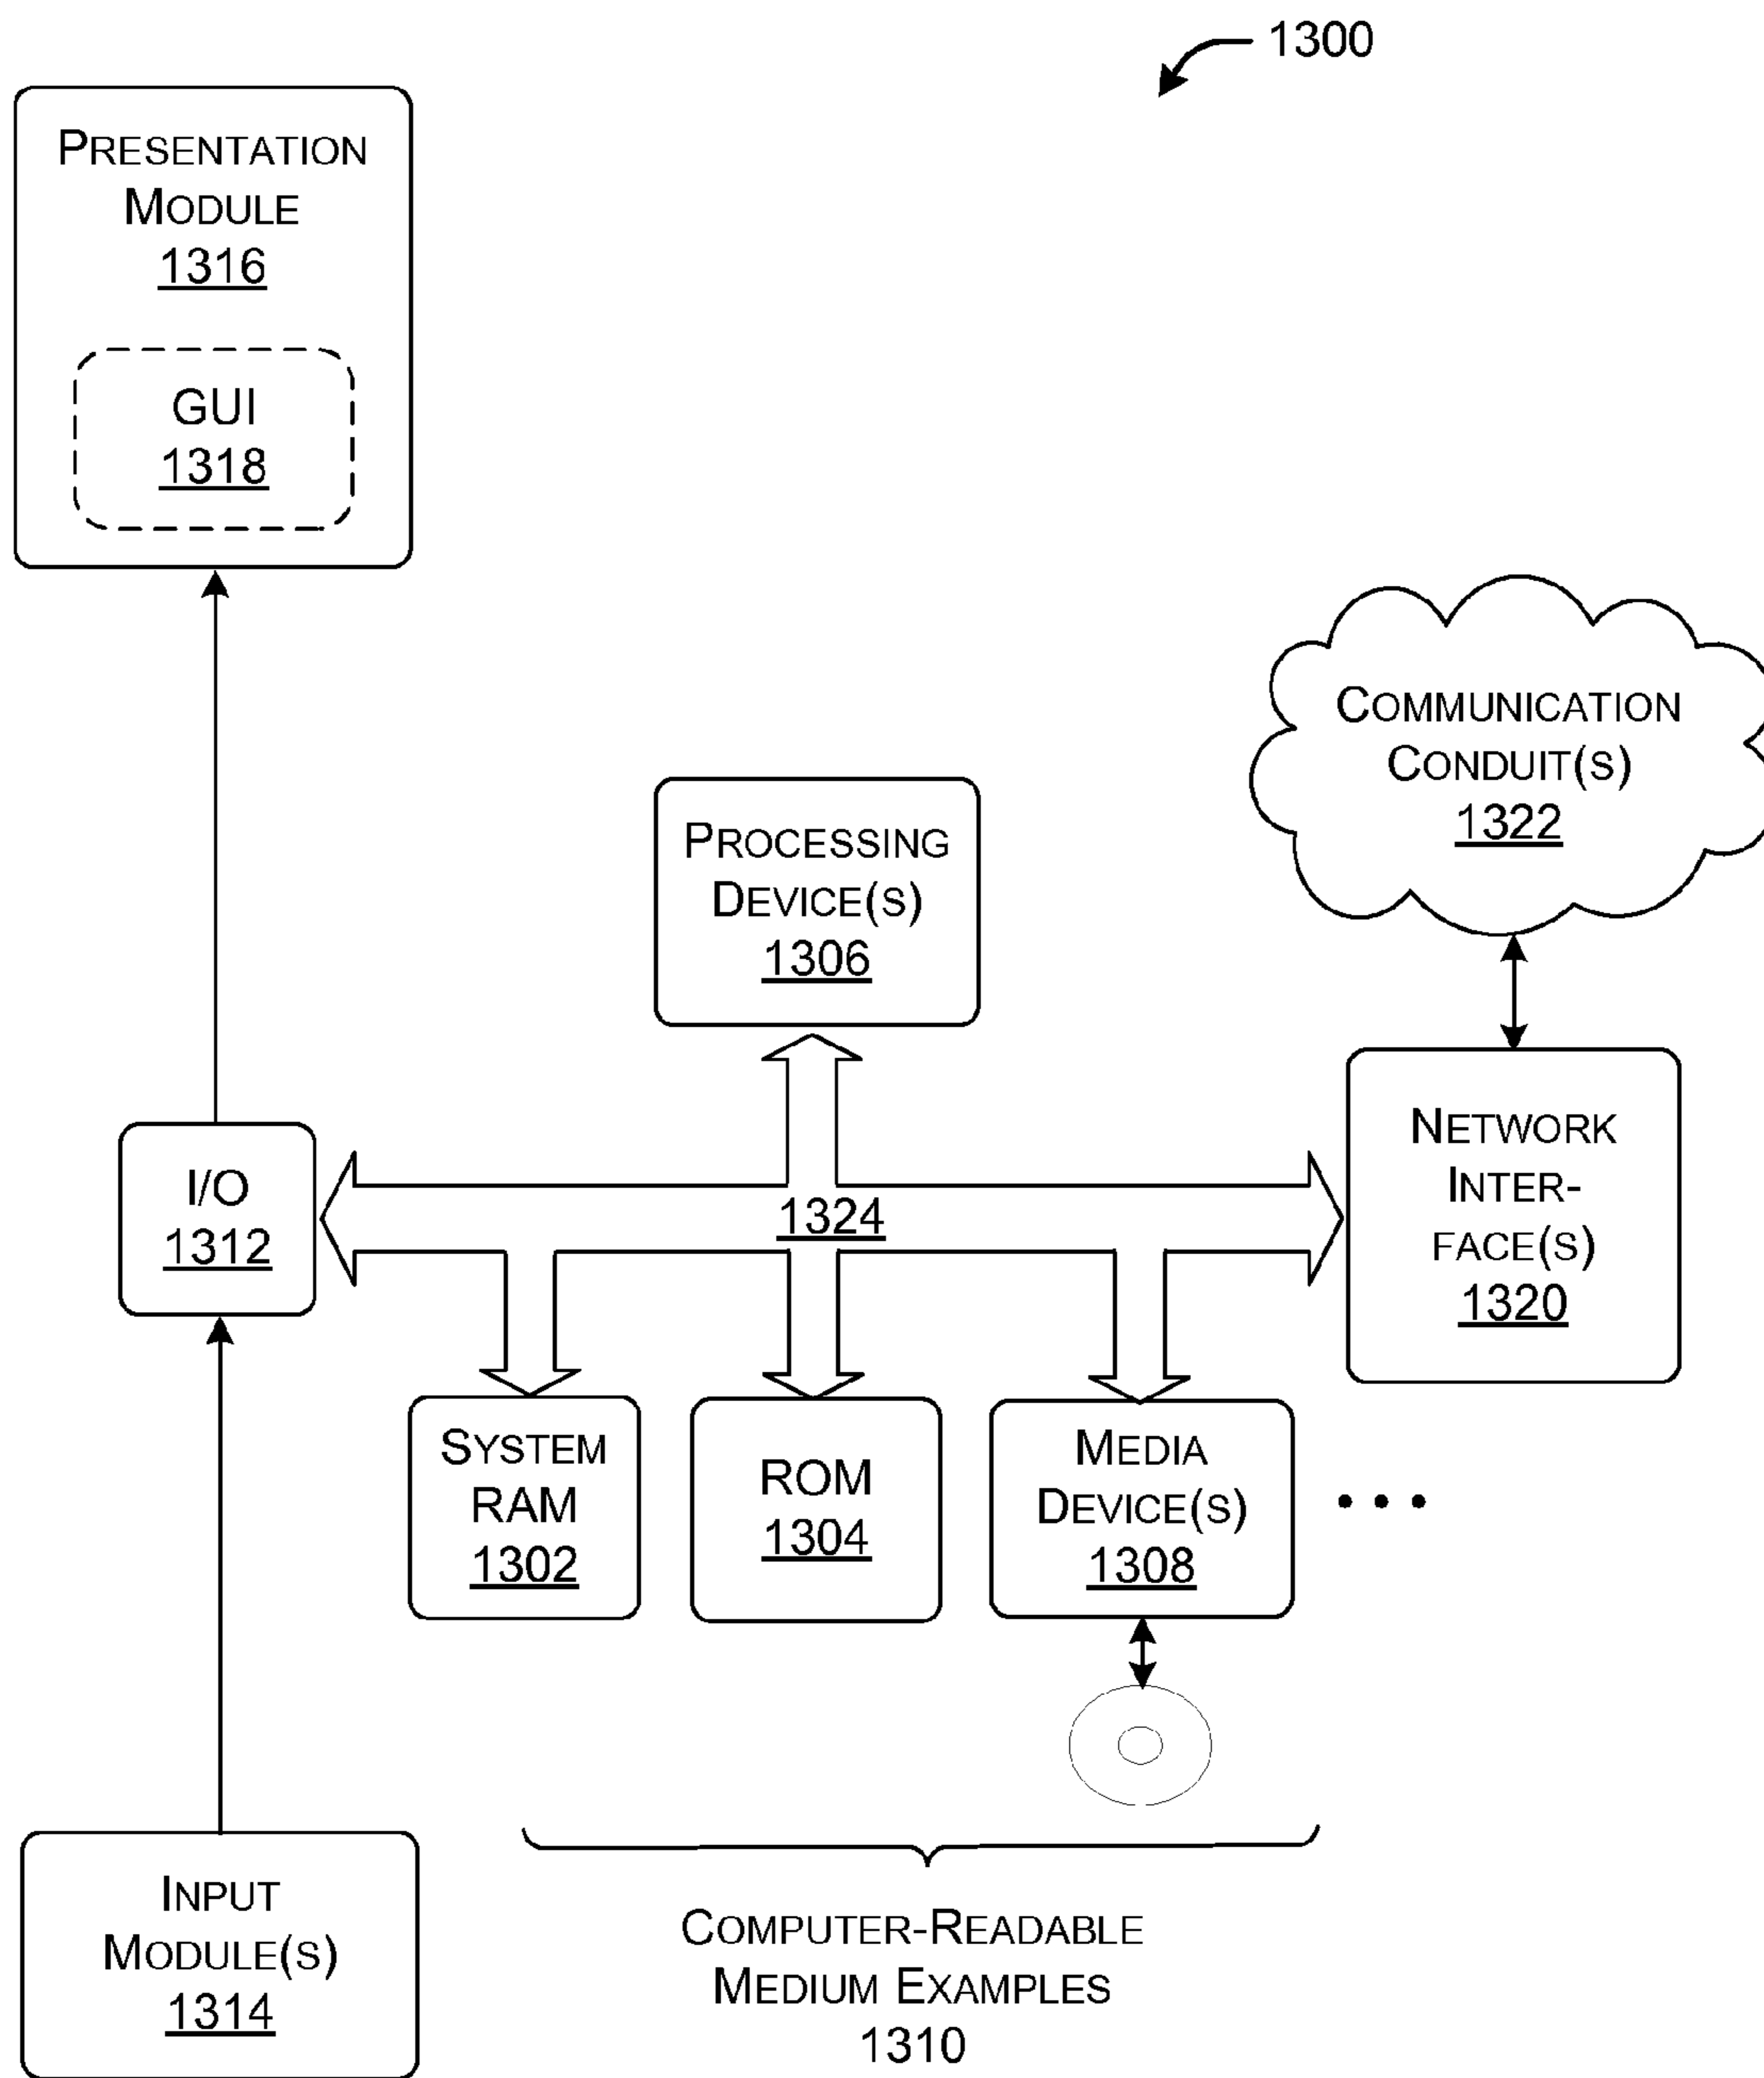 1300
PRESENTATION
MODULE
1316
GUI
1318
COMMUNICATION
CONDUIT(S)
1322
PROCESSING
DEVICE(S)
1306
NETWORK
INTER-
FACE(S)
1320
I/O
1312
1324
SYSTEM
RAM
1302
ROM
1304
MEDIA
DEVICE(S)
1308
• • •
INPUT
MODULE(S)
1314
COMPUTER-READABLE
MEDIUM EXAMPLES
1310